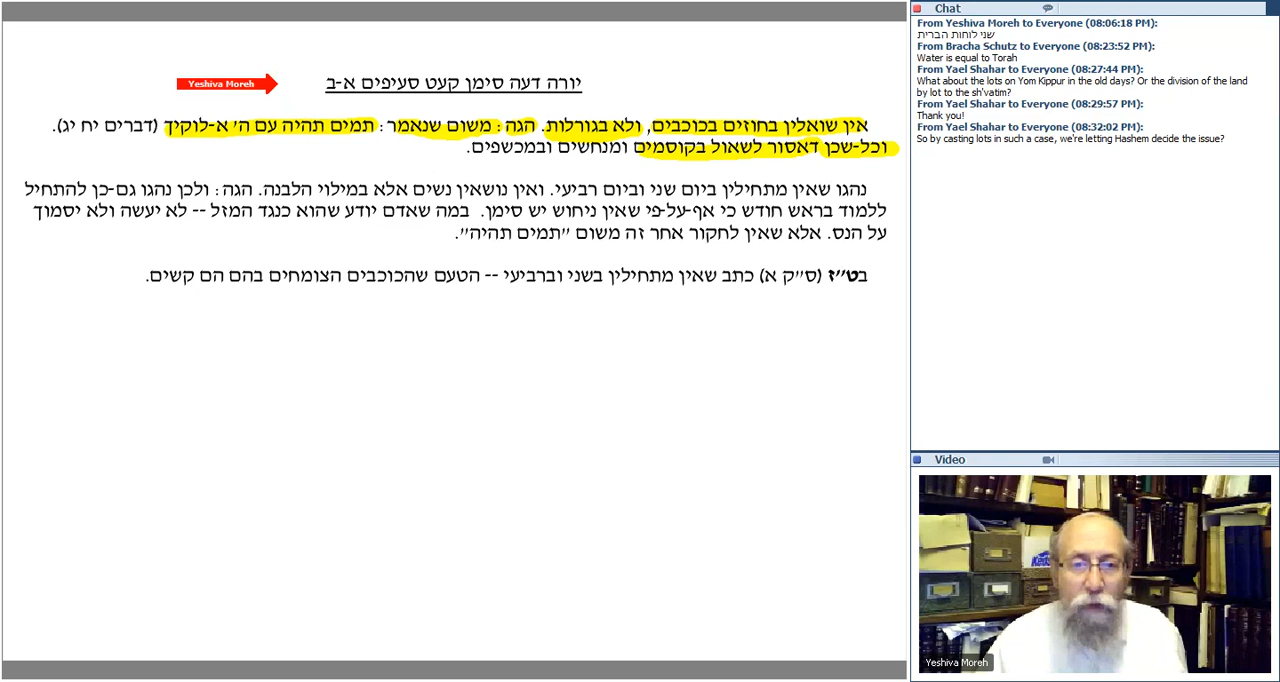 יורה דעה סימן קעט סעיפים א-ב
Yeshiva Moreh
אין שואלין בחוזים בכוכבים, ולא בגורלות. הגה: משום שנאמר: תמים תהיה עם ה' א-לוקיך (דברים יח יג).
וכל-שכן דאסור לשאול בקוסמים ומנחשים ובמכשפים.
נהגו שאין מתחילין ביום שני וביום רביעי. ואין נושאין נשים אלא במילוי הלבנה. הגה: ולכן נהגו גם-כן להתחיל
ללמוד בראש חודש כי אף-על-פי שאין ניחוש יש סימן. במה שאדם יודע שהוא כנגד המזל -- לא יעשה ולא יסמוך
על הנס. אלא שאין לחקור אחר זה משום "תמים תהיה".
בט"ז (ס"ק א) כתב שאין מתחילין בשני וברביעי -- הטעם שהכוכבים הצומחים בהם הם קשים.
Chat
From Yeshiva Moreh to Everyone (08:06:18 PM):
שני לוחות הברית
From Bracha Schutz to Everyone (08:23:52 PM):
Water is equal to Torah
From Yael Shahar to Everyone (08:27:44 PM):
What about the lots on Yom Kippur in the old days? Or the division of the land
by lot to the sh'vatim?
From Yael Shahar to Everyone (08:29:57 PM):
Thank you!
From Yael Shahar to Everyone (08:32:02 PM):
So by casting lots in such a case, we're letting Hashem decide the issue?
Video
Yeshiva Moreh